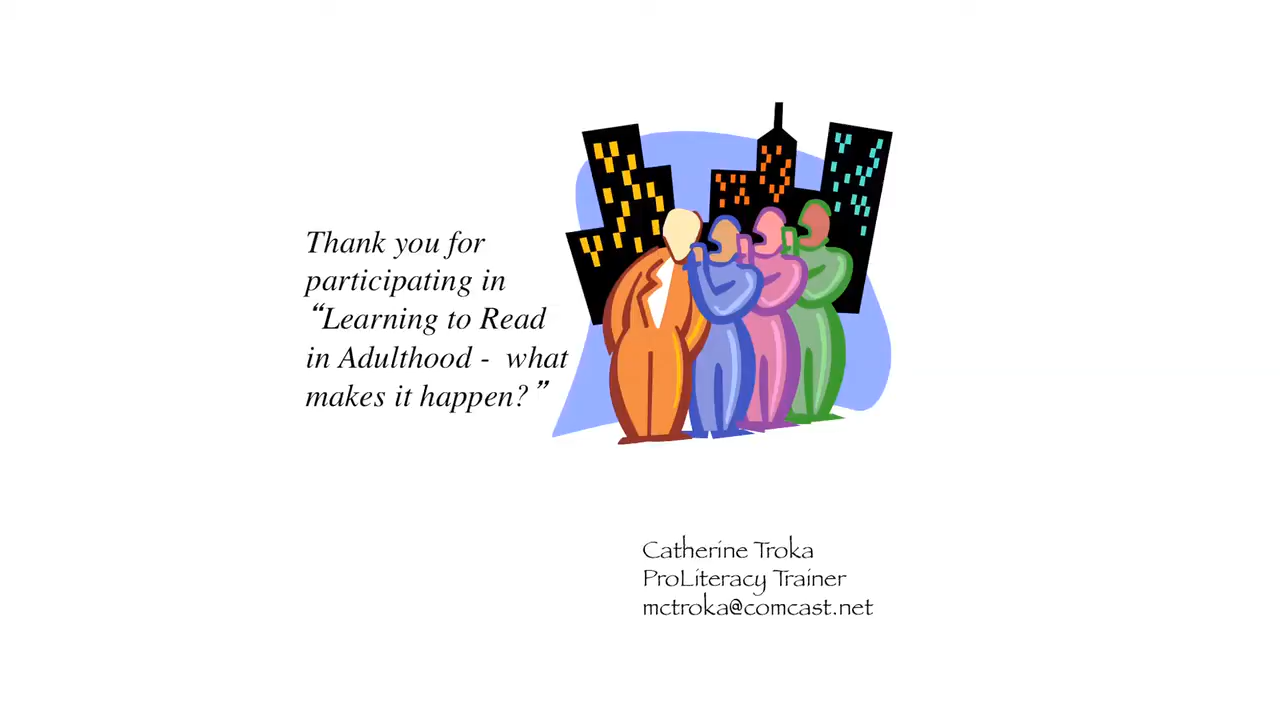 Thank you for
participating in
“Learning to Read
in Adulthood - what
makes it happen?”
Catherine Troka
ProLiteracy Trainer
mctroka@comcast.net